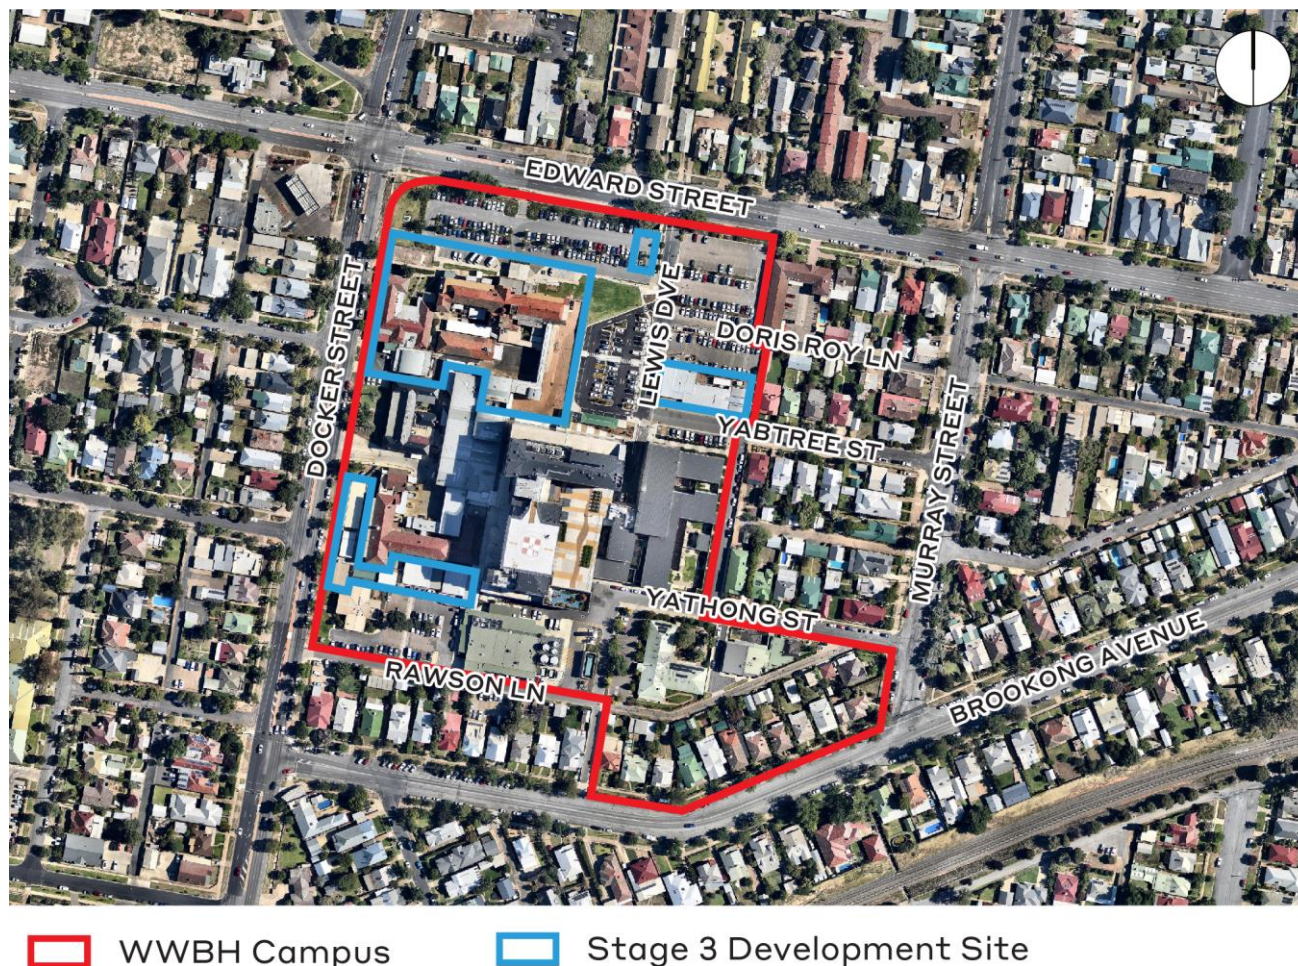 EDWARD STREET
DOCKER STREET
LEWIS DVE
DORIS ROY LN
YABTREE ST
MURRAY STREET
YATHONG ST
RAWSON LN
BROOKONG AVENUE
WWBH Campus
Stage 3 Development Site